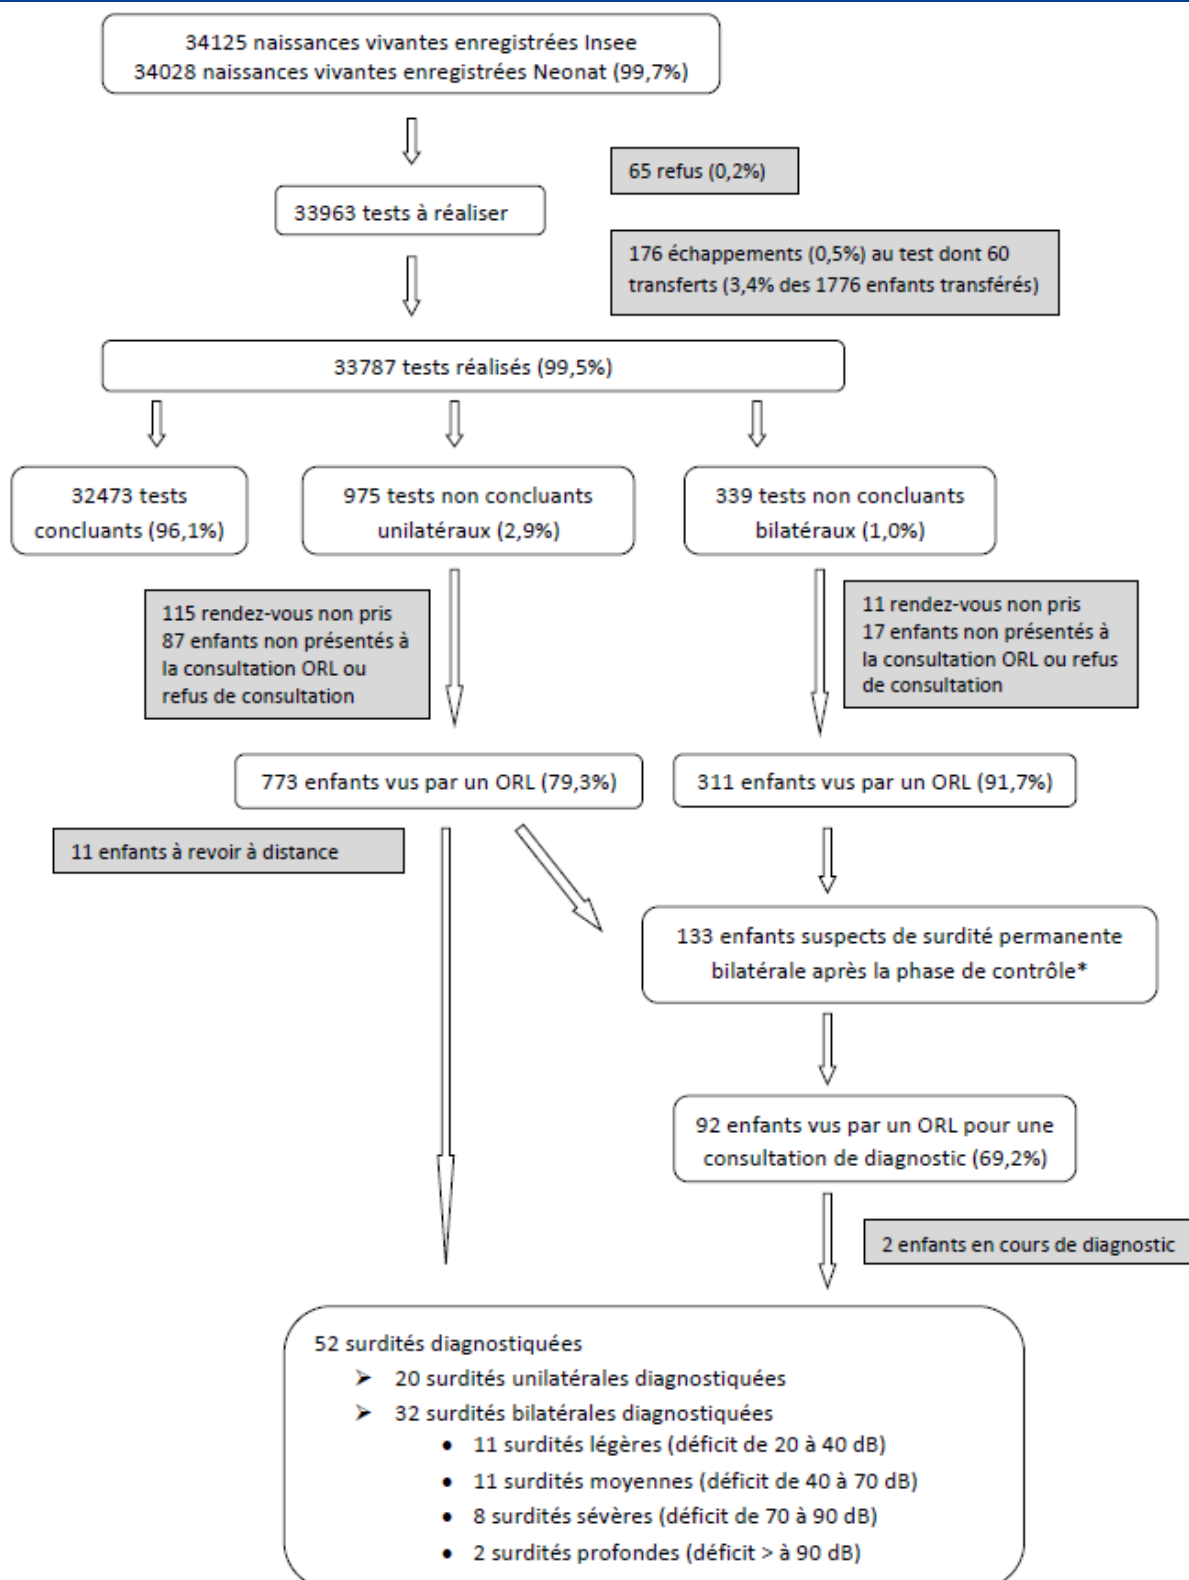 34125 naissances vivantes enregistrées Insee
34028 naissances vivantes enregistrées Neonat (99,7%)
65 refus (0,2%)
33963 tests à réaliser
176 échappements (0,5%) au test dont 60
transferts (3,4% des 1776 enfants transférés)
33787 tests réalisés (99,5%)
32473 tests
concluants (96,1%)
975 tests non concluants
unilatéraux (2,9%)
339 tests non concluants
bilatéraux (1,0%)
115 rendez-vous non pris
87 enfants non présentés à
la consultation ORL ou
refus de consultation
11 rendez-vous non pris
17 enfants non présentés à
la consultation ORL ou refus
de consultation
773 enfants vus par un ORL (79,3%)
311 enfants vus par un ORL (91,7%)
11 enfants à revoir à distance
133 enfants suspects de surdité permanente
bilatérale après la phase de contrôle*
92 enfants vus par un ORL pour une
consultation de diagnostic (69,2%)
2 enfants en cours de diagnostic
52 surdités diagnostiquées
➤ 20 surdités unilatérales diagnostiquées
➤ 32 surdités bilatérales diagnostiquées
• 11 surdités légères (déficit de 20 à 40 dB)
• 11 surdités moyennes (déficit de 40 à 70 dB)
• 8 surdités sévères (déficit de 70 à 90 dB)
• 2 surdités profondes (déficit > à 90 dB)